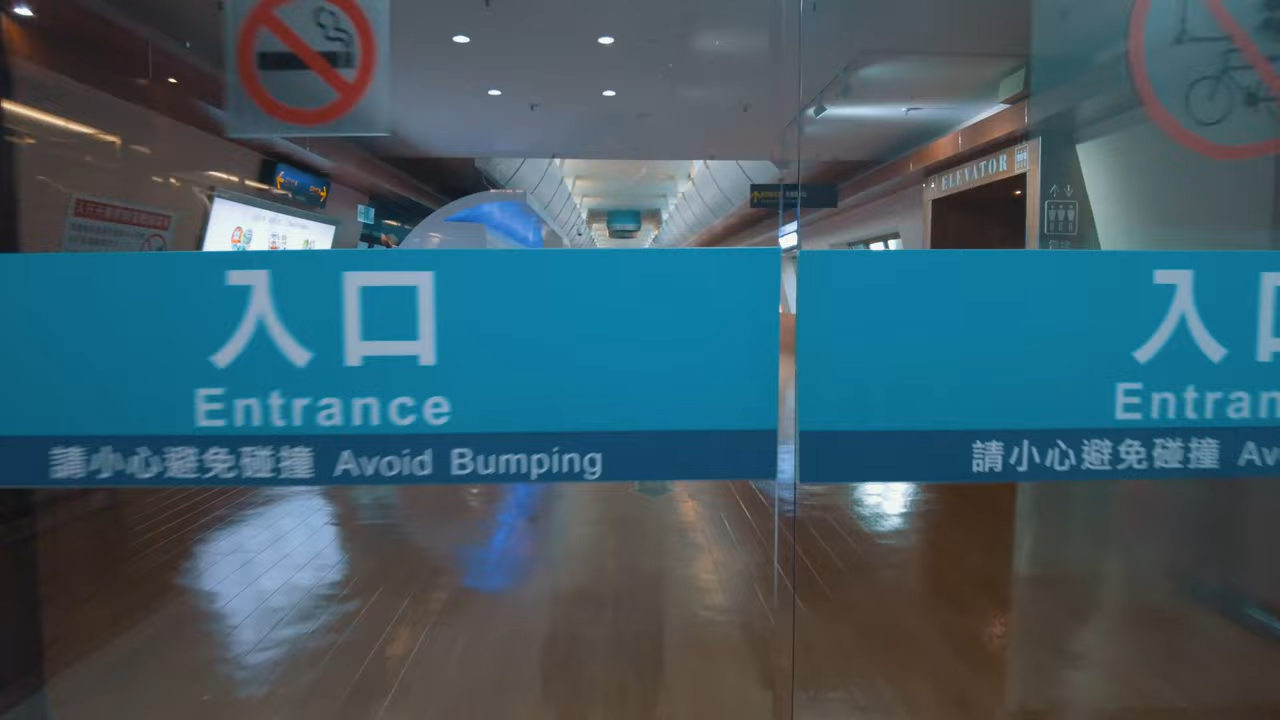 ELEVATOR
入口
Entrance
請小心避免碰撞 Avoid Bumping
入口
Entran
請小心避免碰撞 Av